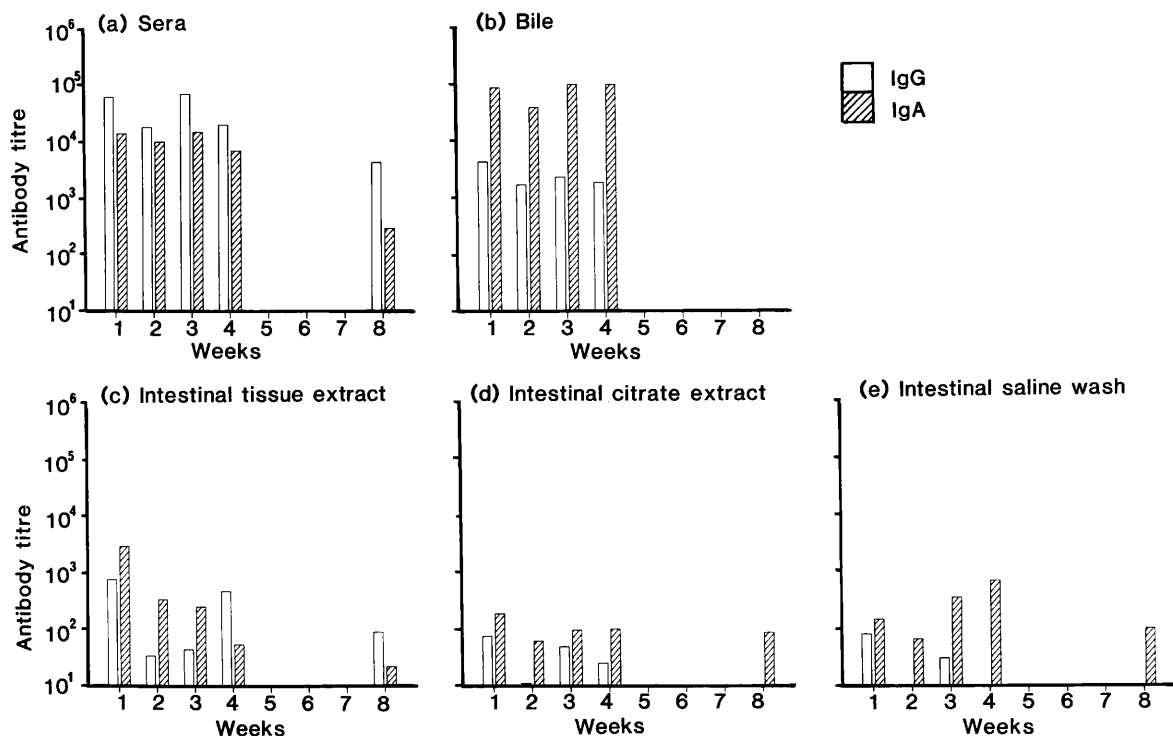 (a) Sera
(b) Bile
IgG
IgA
Antibody titre
10⁶
10⁵
10⁴
10³
10²
10¹
1 2 3 4 5 6 7 8
Weeks
1 2 3 4 5 6 7 8
Weeks
(c) Intestinal tissue extract
(d) Intestinal citrate extract
(e) Intestinal saline wash
Antibody titre
10⁶
10⁵
10⁴
10³
10²
10¹
1 2 3 4 5 6 7 8
Weeks
1 2 3 4 5 6 7 8
Weeks
1 2 3 4 5 6 7 8
Weeks